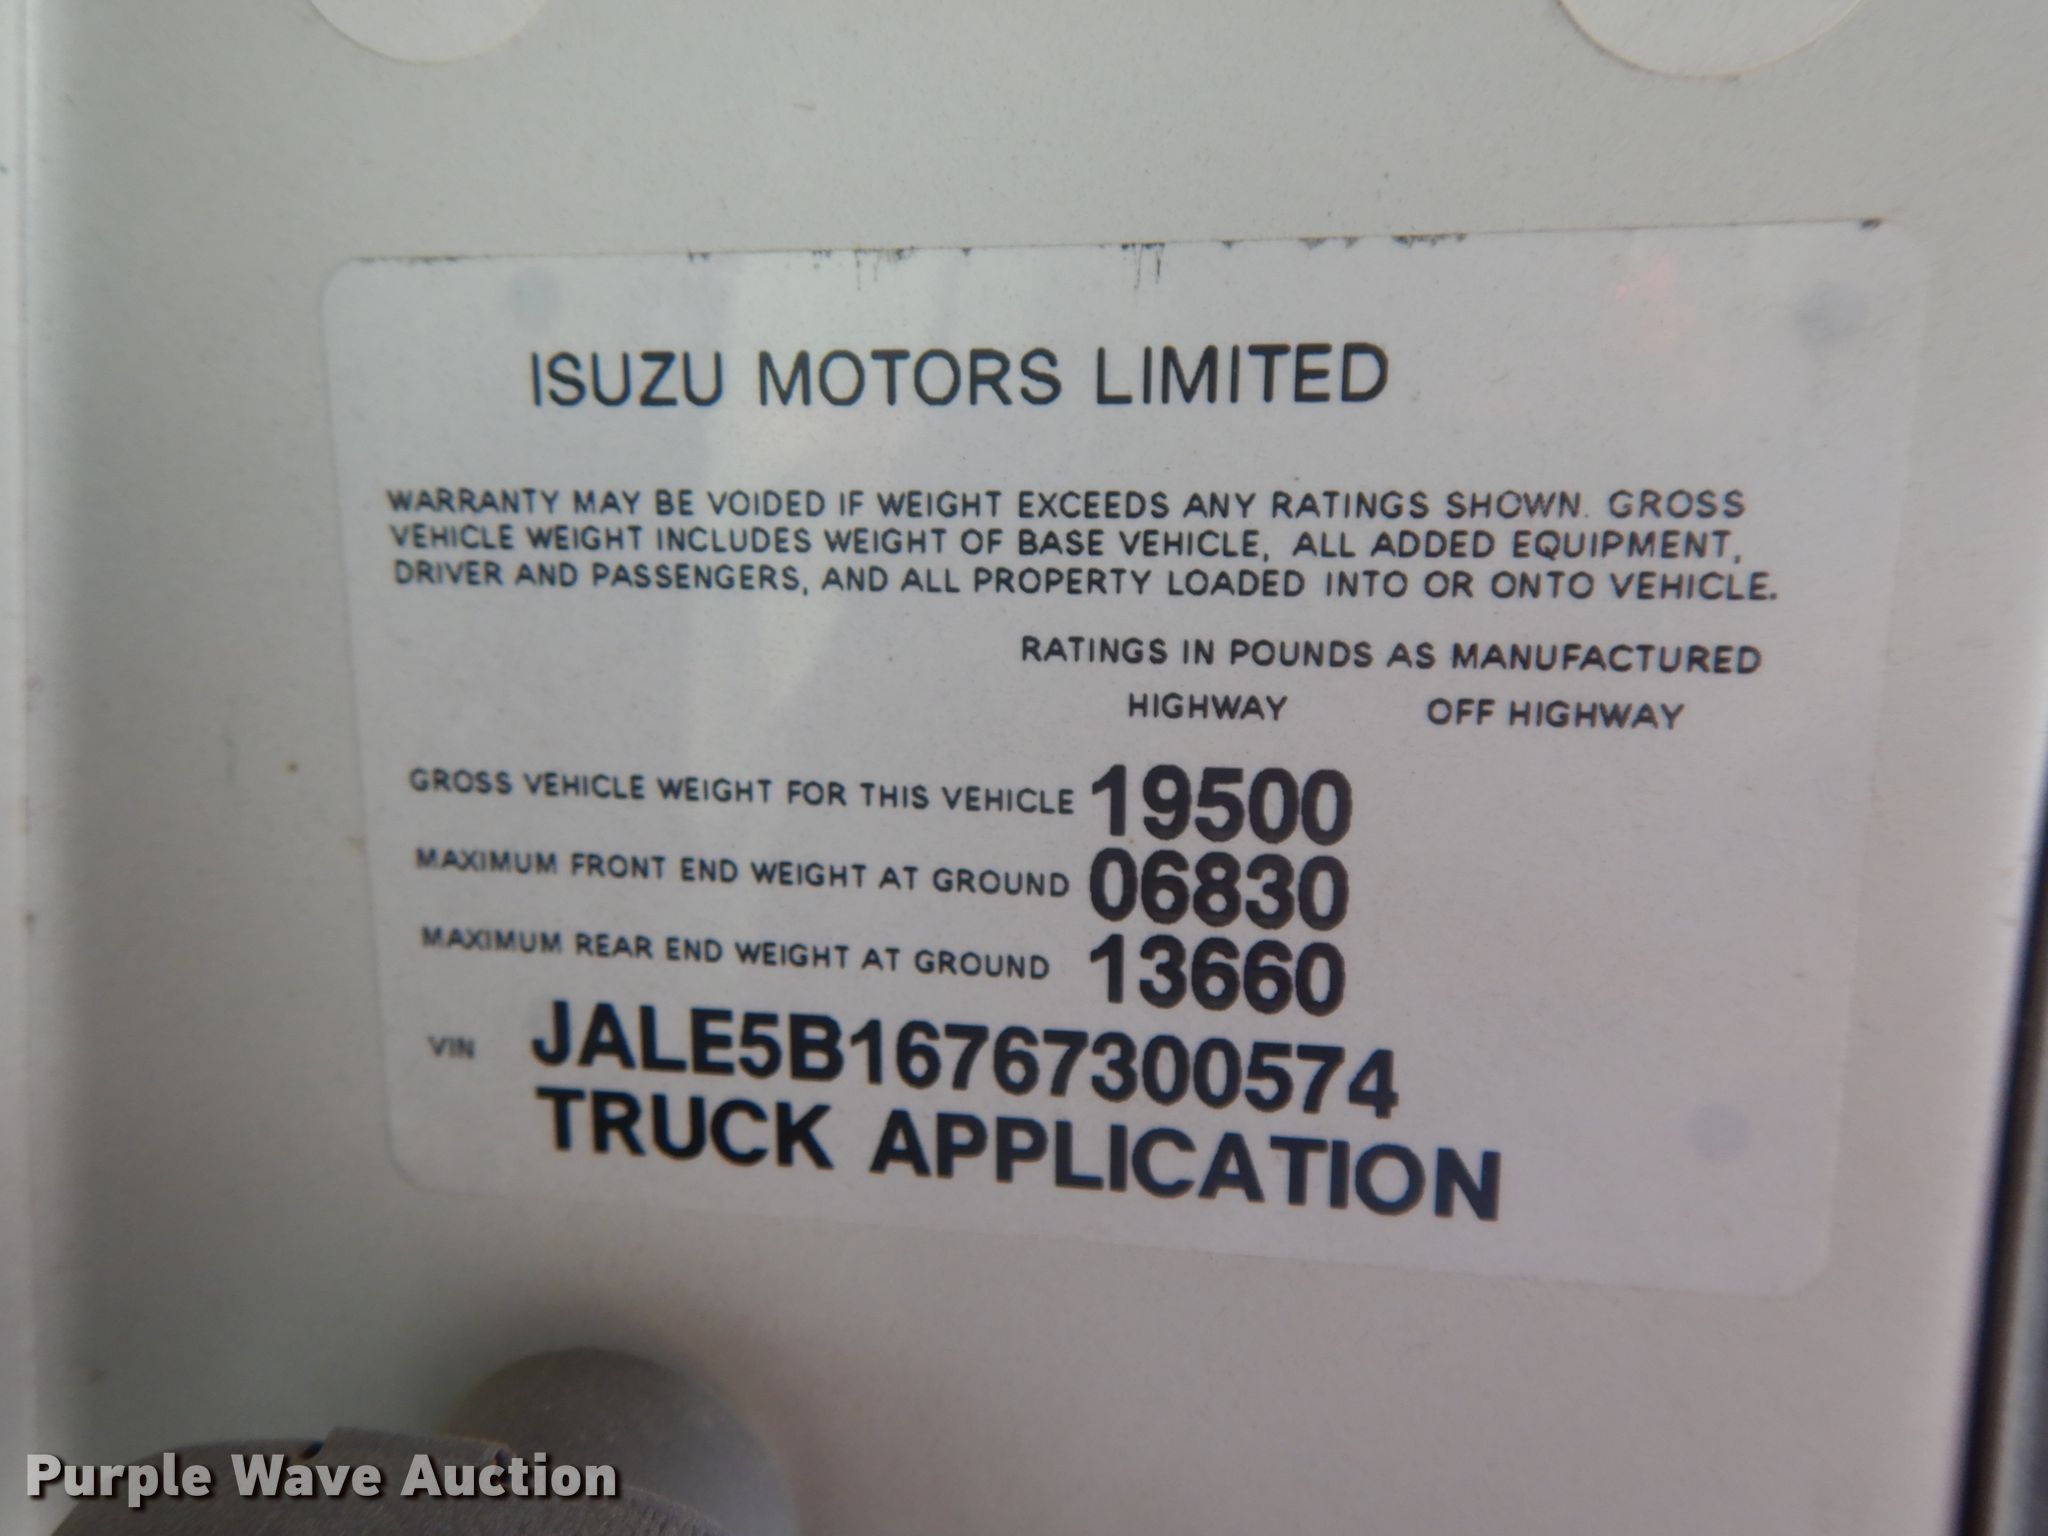 ISUZU MOTORS LIMITED
WARRANTY MAY BE VOIDED IF WEIGHT EXCEEDS ANY RATINGS SHOWN. GROSS
VEHICLE WEIGHT INCLUDES WEIGHT OF BASE VEHICLE, ALL ADDED EQUIPMENT,
DRIVER AND PASSENGERS, AND ALL PROPERTY LOADED INTO OR ONTO VEHICLE.
RATINGS IN POUNDS AS MANUFACTURED
HIGHWAY OFF HIGHWAY
GROSS VEHICLE WEIGHT FOR THIS VEHICLE 19500
MAXIMUM FRONT END WEIGHT AT GROUND 06830
MAXIMUM REAR END WEIGHT AT GROUND 13660
VIN JALE5B16767300574
TRUCK APPLICATION
Purple Wave Auction